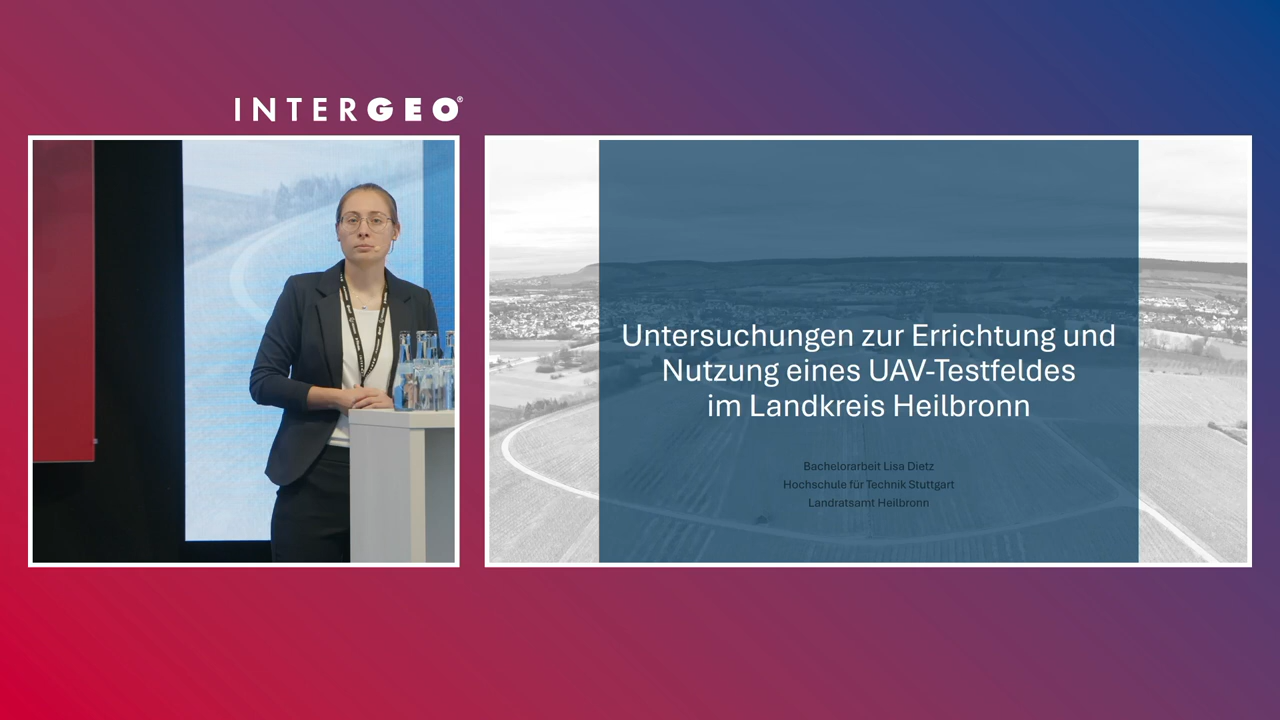 INTERGEO®
Untersuchungen zur Errichtung und
Nutzung eines UAV-Testfeldes
im Landkreis Heilbronn
Bachelorarbeit Lisa Dietz
Hochschule für Technik Stuttgart
Landratsamt Heilbronn